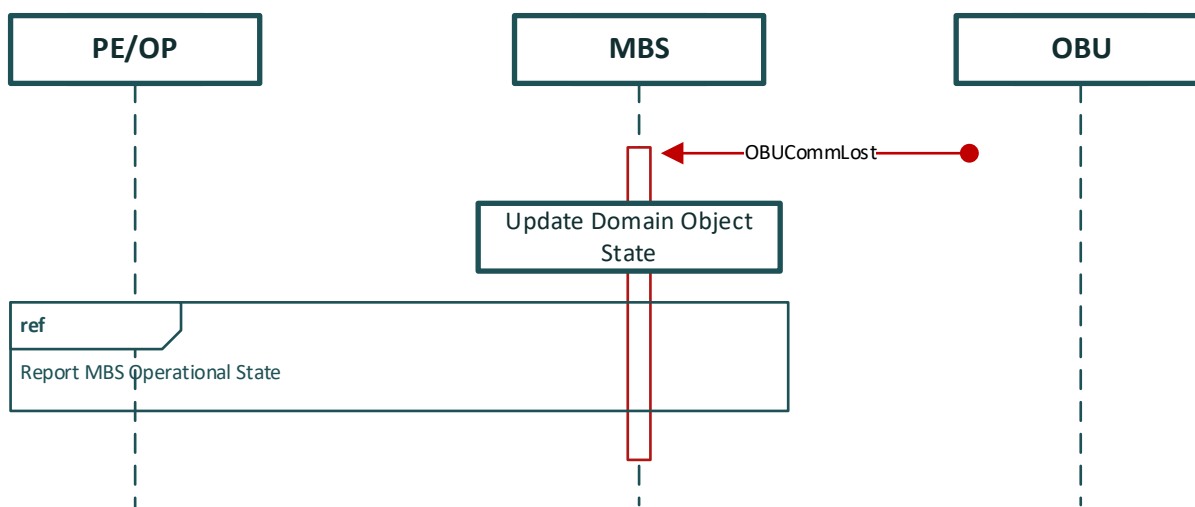 PE/OP
MBS
OBU
OBUCommLost
Update Domain Object
State
ref
Report MBS Operational State